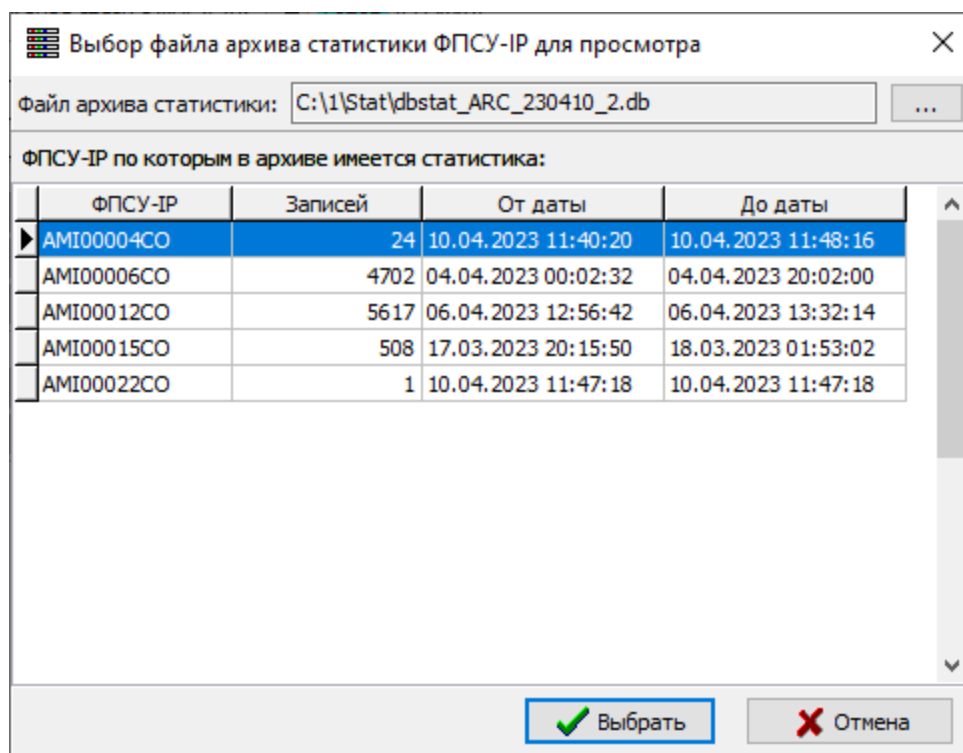 Выбор файла архива статистики ФПСУ-IP для просмотра
Файл архива статистики: C:\1\Stat\dbstat_ARC_230410_2.db ...
ФПСУ-IP по которым в архиве имеется статистика:
ФПСУ-IP Записей От даты До даты
AMI00004CO 24 10.04.2023 11:40:20 10.04.2023 11:48:16
AMI00006CO 4702 04.04.2023 00:02:32 04.04.2023 20:02:00
AMI00012CO 5617 06.04.2023 12:56:42 06.04.2023 13:32:14
AMI00015CO 508 17.03.2023 20:15:50 18.03.2023 01:53:02
AMI00022CO 1 10.04.2023 11:47:18 10.04.2023 11:47:18
Выбрать Отмена